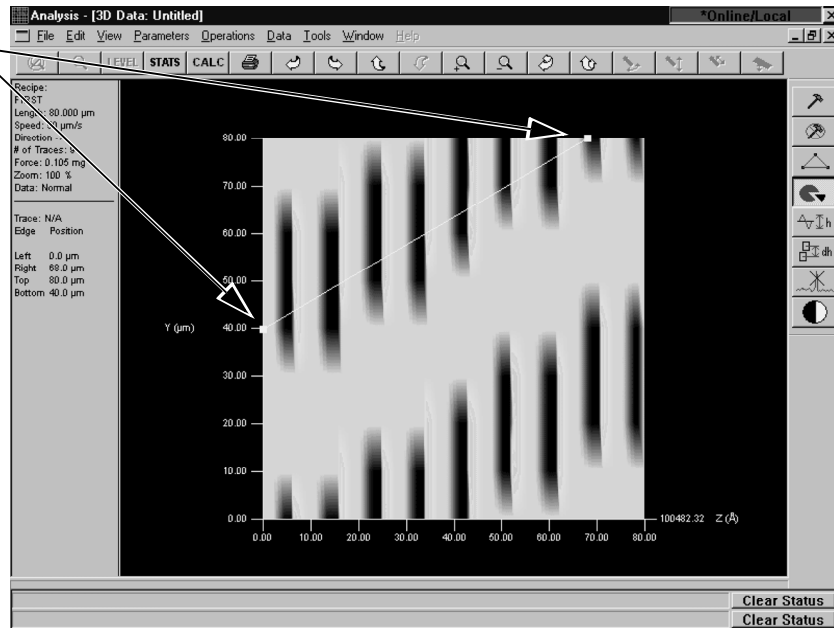 Analysis - [3D Data: Untitled]
*Online/Local
File Edit View Parameters Operations Data Tools Window Help
LEVEL STATS CALC
Recipe:
FIRST
Length: 80.000 µm
Speed: µm/s
Direction
# of Traces:
Force: 0.105 mg
Zoom: 100 %
Data: Normal
Trace: N/A
Edge Position
Left 0.0 µm
Right 68.0 µm
Top 80.0 µm
Bottom 40.0 µm
80.00
70.00
60.00
50.00
Y (µm) 40.00
30.00
20.00
10.00
0.00
100482.32 Z (Å)
0.00 10.00 20.00 30.00 40.00 50.00 60.00 70.00 80.00
h
dh
Clear Status
Clear Status